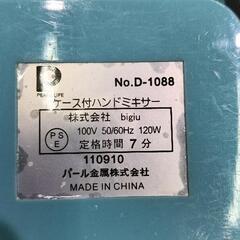 No.D-1088
PEARL LIFE
ケース付ハンドミキサー
株式会社 bigiu
PSE
100V 50/60Hz 120W
定格時間 7分
110910
パール金属株式会社
MADE IN CHINA